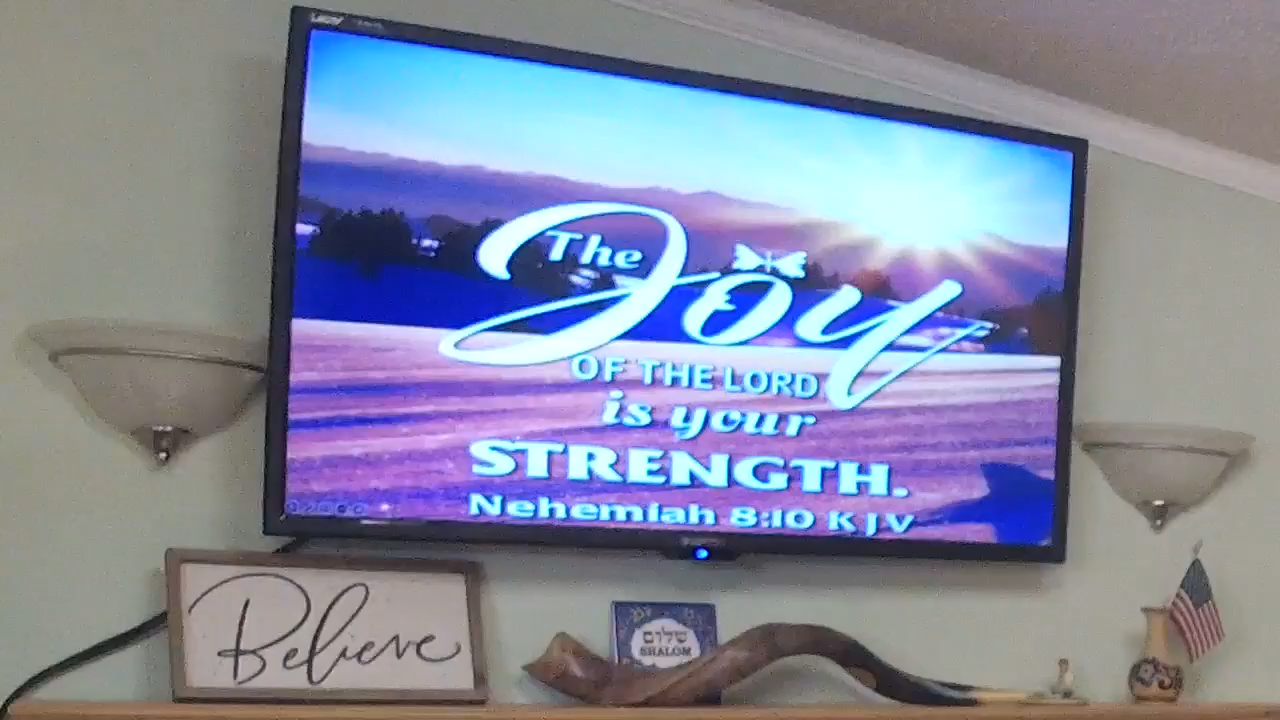 The
Joy
OF THE LORD
is your
STRENGTH.
Nehemiah 8:10 KJV
Believe
שלום
SHALOM